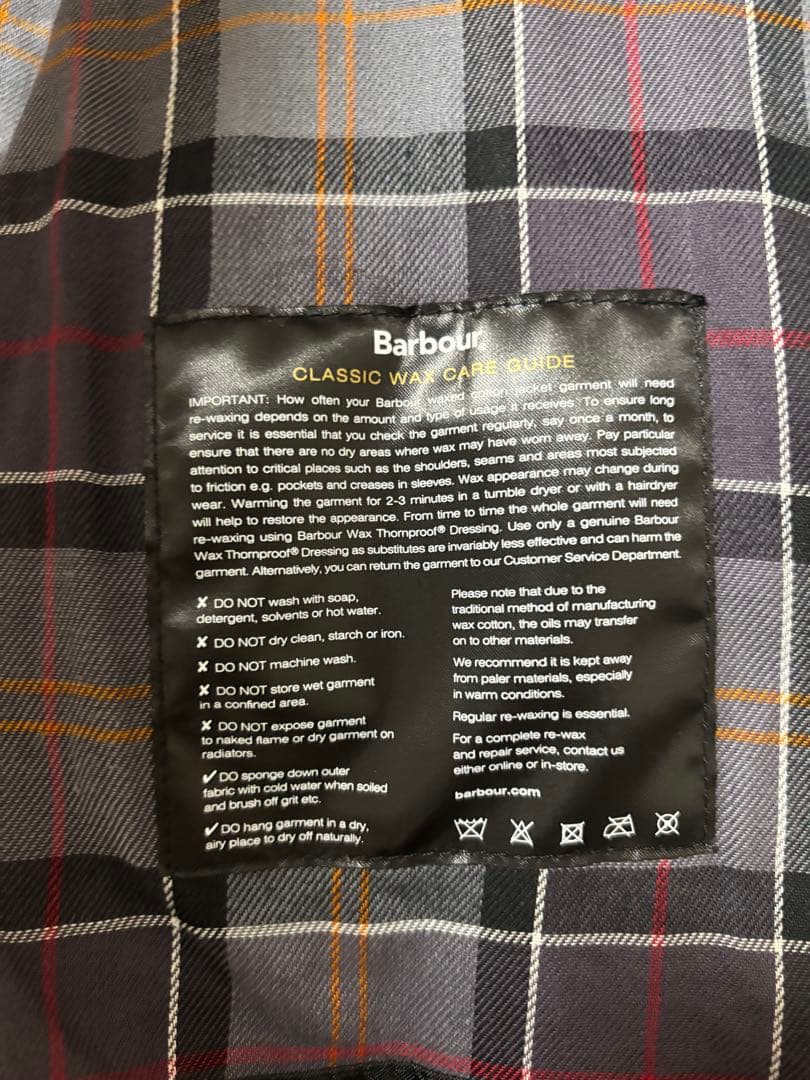 Barbour
CLASSIC WAX CARE GUIDE
IMPORTANT: How often your Barbour waxed cotton jacket garment will need
re-waxing depends on the amount and type of usage it receives. To ensure long
service it is essential that you check the garment regularly, say once a month, to
ensure that there are no dry areas where wax may have worn away. Pay particular
attention to critical places such as the shoulders, seams and areas most subjected
to friction e.g. pockets and creases in sleeves. Wax appearance may change during
wear. Warming the garment for 2-3 minutes in a tumble dryer or with a hairdryer
will help to restore the appearance. From time to time the whole garment will need
re-waxing using Barbour Wax Thornproof® Dressing. Use only a genuine Barbour
Wax Thornproof® Dressing as substitutes are invariably less effective and can harm the
garment. Alternatively, you can return the garment to our Customer Service Department.
✘ DO NOT wash with soap,
detergent, solvents or hot water.
✘ DO NOT dry clean, starch or iron.
✘ DO NOT machine wash.
✘ DO NOT store wet garment
in a confined area.
✘ DO NOT expose garment
to naked flame or dry garment on
radiators.
✔ DO sponge down outer
fabric with cold water when soiled
and brush off grit etc.
✔ DO hang garment in a dry,
airy place to dry off naturally.
Please note that due to the
traditional method of manufacturing
wax cotton, the oils may transfer
on to other materials.
We recommend it is kept away
from paler materials, especially
in warm conditions.
Regular re-waxing is essential.
For a complete re-wax
and repair service, contact us
either online or in-store.
barbour.com